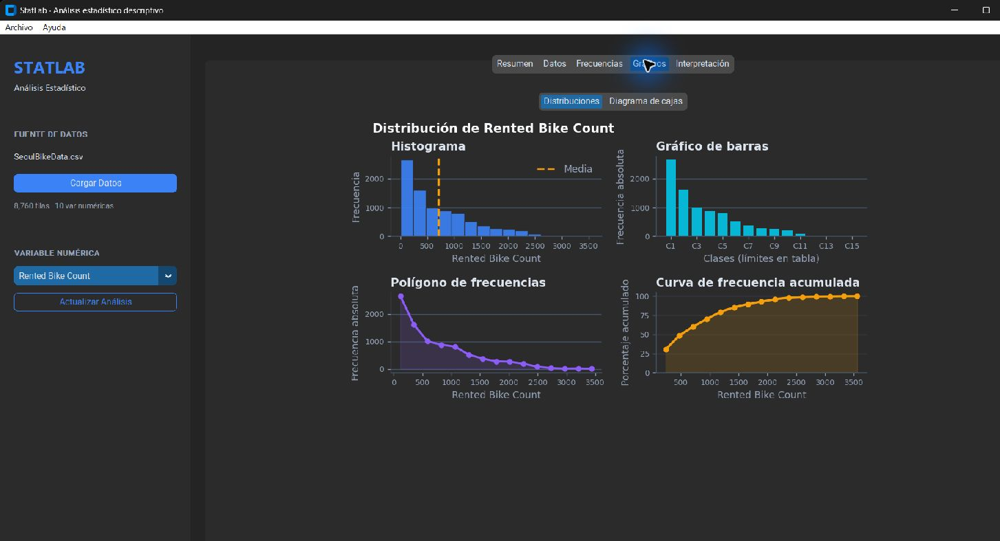 StatLab · Análisis estadístico descriptivo
Archivo Ayuda
STATLAB
Análisis Estadístico
FUENTE DE DATOS
SeoulBikeData.csv
Cargar Datos
8,760 filas · 10 var numéricas
VARIABLE NUMÉRICA
Rented Bike Count
Actualizar Análisis
Resumen Datos Frecuencias Gráficos Interpretación
Distribuciones Diagrama de cajas
Distribución de Rented Bike Count
Histograma
Frecuencia
2000
1000
0
Media
0 500 1000 1500 2000 2500 3000 3500
Rented Bike Count
Gráfico de barras
Frecuencia absoluta
2000
1000
0
C1 C3 C5 C7 C9 C11 C13 C15
Clases (límites en tabla)
Polígono de frecuencias
Frecuencia absoluta
2000
1000
0
0 500 1000 1500 2000 2500 3000 3500
Rented Bike Count
Curva de frecuencia acumulada
Porcentaje acumulado
100
75
50
25
0
500 1000 1500 2000 2500 3000 3500
Rented Bike Count